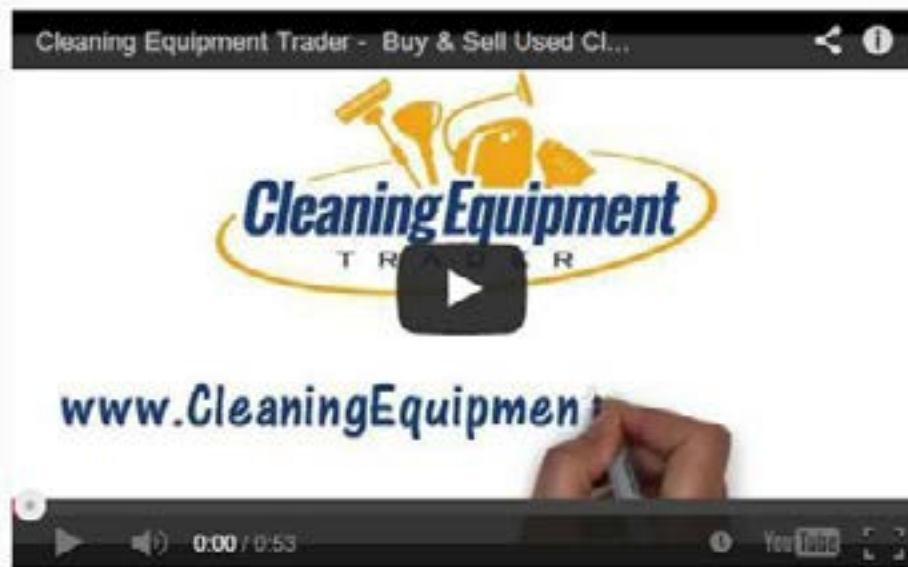 Cleaning Equipment Trader - Buy & Sell Used Cl...
Cleaning Equipment
TRADER
www.CleaningEquipmen
0:00 / 0:53
YouTube